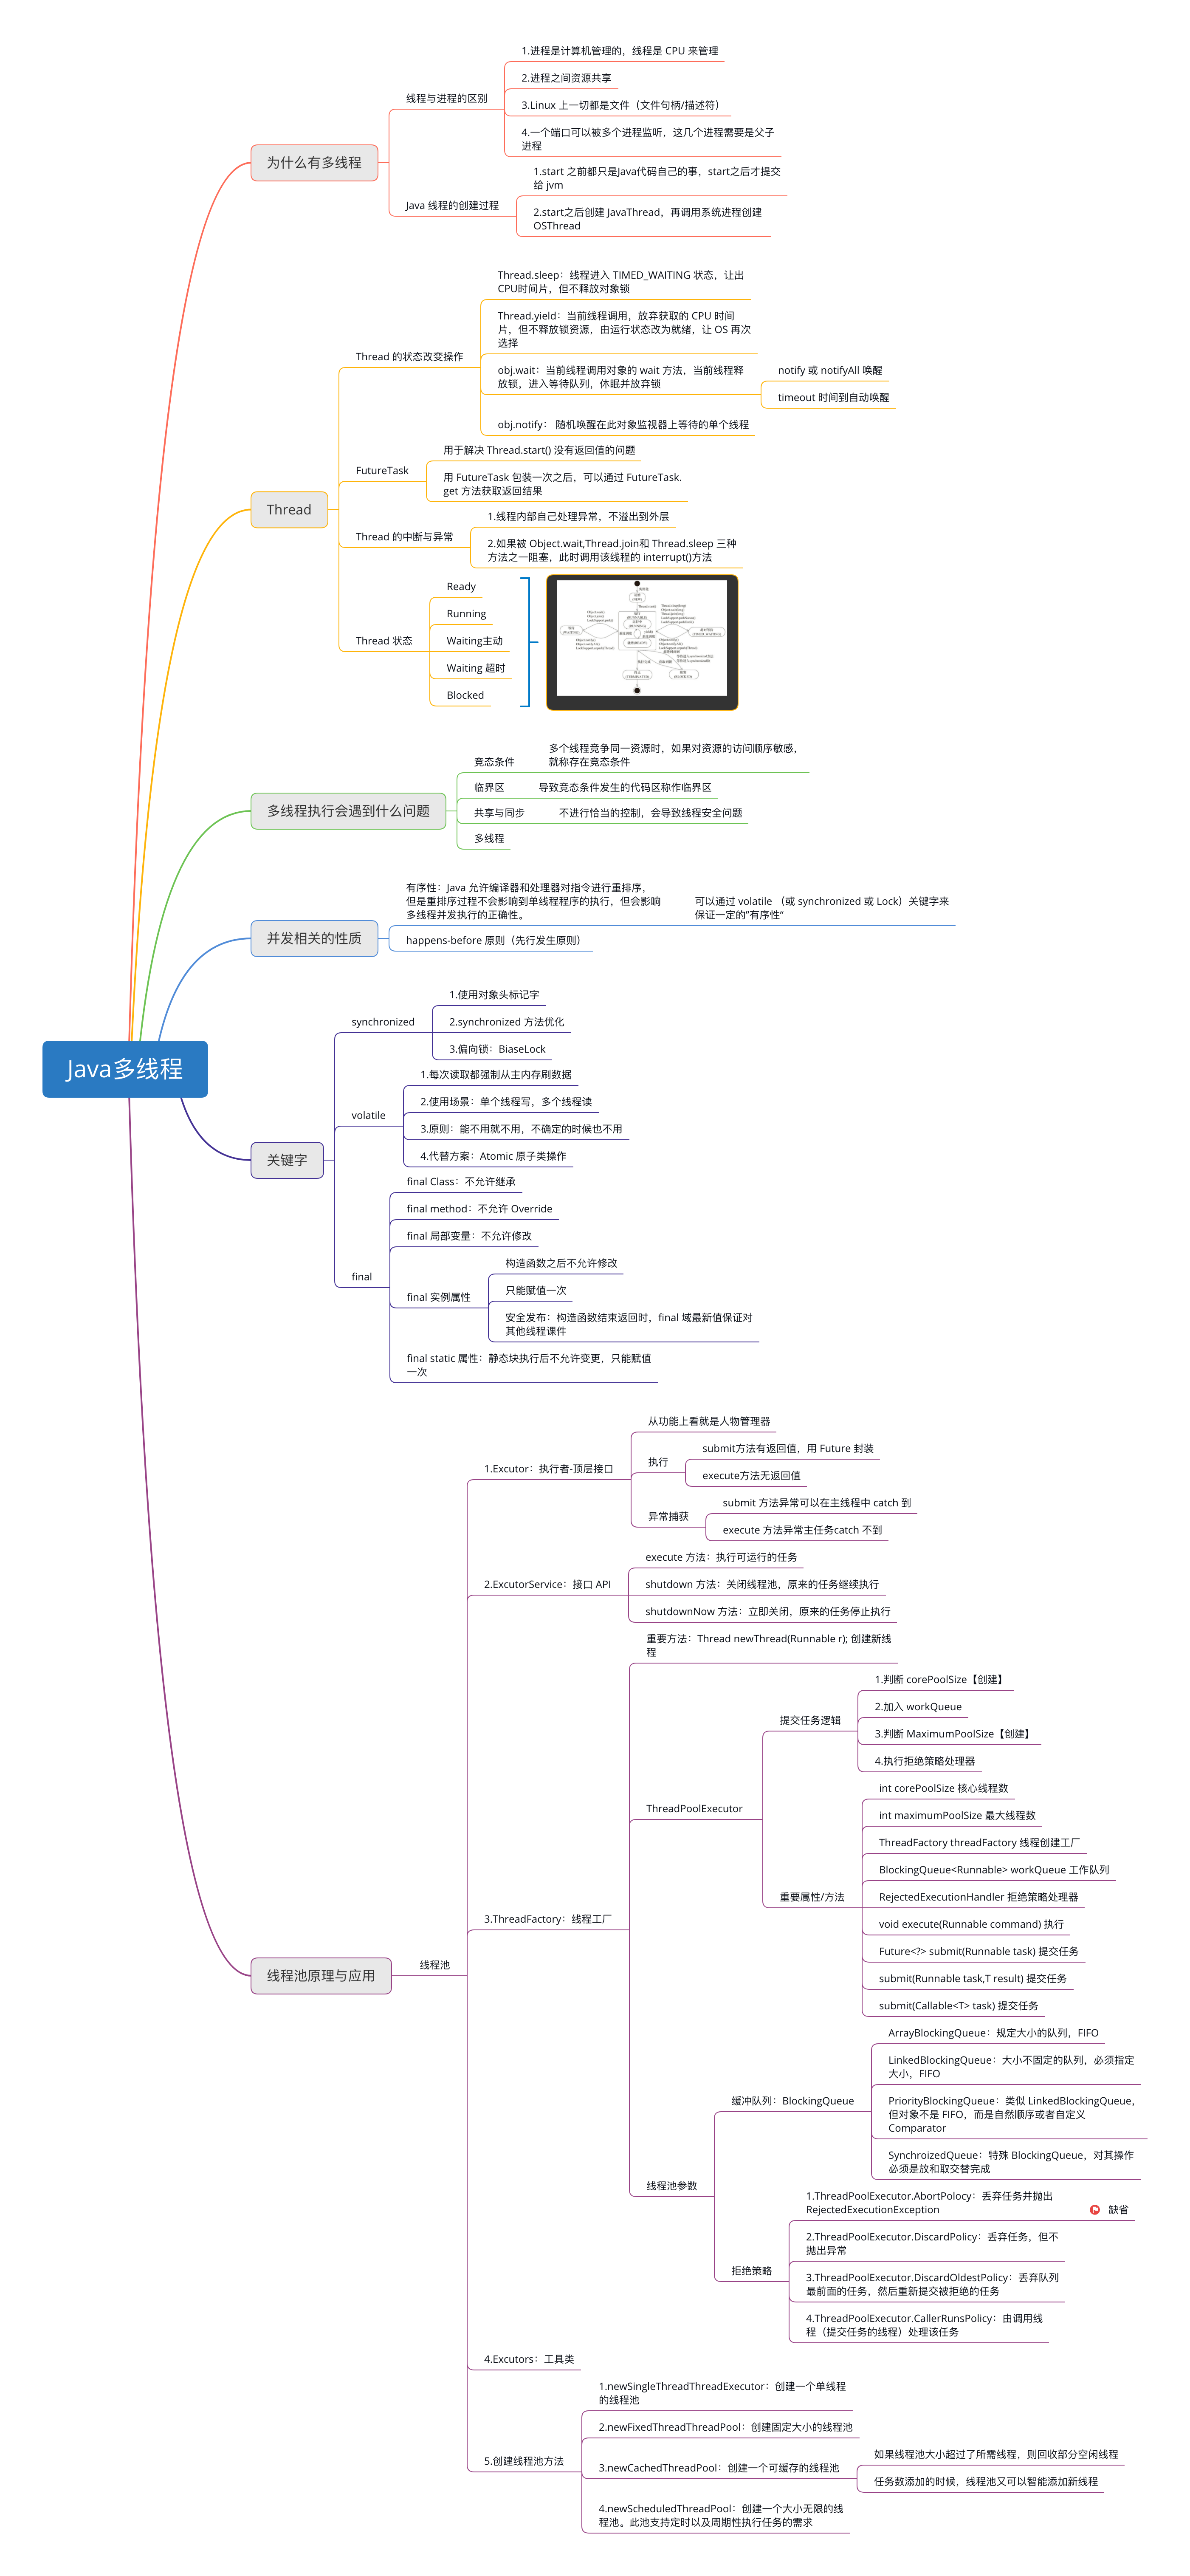 Java多线程
为什么有多线程
线程与进程的区别
1.进程是计算机管理的，线程是 CPU 来管理
2.进程之间资源共享
3.Linux 上一切都是文件（文件句柄/描述符）
4.一个端口可以被多个进程监听，这几个进程需要是父子
进程
Java 线程的创建过程
1.start 之前都只是Java代码自己的事，start之后才提交
给 jvm
2.start之后创建 JavaThread，再调用系统进程创建
OSThread
Thread
Thread 的状态改变操作
Thread.sleep：线程进入 TIMED_WAITING 状态，让出
CPU时间片，但不释放对象锁
Thread.yield：当前线程调用，放弃获取的 CPU 时间
片，但不释放锁资源，由运行状态改为就绪，让 OS 再次
选择
obj.wait：当前线程调用对象的 wait 方法，当前线程释
放锁，进入等待队列，休眠并放弃锁
notify 或 notifyAll 唤醒
timeout 时间到自动唤醒
obj.notify： 随机唤醒在此对象监视器上等待的单个线程
FutureTask
用于解决 Thread.start() 没有返回值的问题
用 FutureTask 包装一次之后，可以通过 FutureTask.
get 方法获取返回结果
Thread 的中断与异常
1.线程内部自己处理异常，不溢出到外层
2.如果被 Object.wait,Thread.join和 Thread.sleep 三种
方法之一阻塞，此时调用该线程的 interrupt()方法
Thread 状态
Ready
Running
Waiting主动
Waiting 超时
Blocked
多线程执行会遇到什么问题
竞态条件
多个线程竞争同一资源时，如果对资源的访问顺序敏感，
就称存在竞态条件
临界区
导致竞态条件发生的代码区称作临界区
共享与同步
不进行恰当的控制，会导致线程安全问题
多线程
并发相关的性质
有序性：Java 允许编译器和处理器对指令进行重排序，
但是重排序过程不会影响到单线程程序的执行，但会影响
多线程并发执行的正确性。
可以通过 volatile （或 synchronized 或 Lock）关键字来
保证一定的”有序性“
happens-before 原则（先行发生原则）
关键字
synchronized
1.使用对象头标记字
2.synchronized 方法优化
3.偏向锁：BiaseLock
volatile
1.每次读取都强制从主内存刷数据
2.使用场景：单个线程写，多个线程读
3.原则：能不用就不用，不确定的时候也不用
4.代替方案：Atomic 原子类操作
final
final Class：不允许继承
final method：不允许 Override
final 局部变量：不允许修改
final 实例属性
构造函数之后不允许修改
只能赋值一次
安全发布：构造函数结束返回时，final 域最新值保证对
其他线程课件
final static 属性：静态块执行后不允许变更，只能赋值
一次
线程池原理与应用
线程池
1.Excutor：执行者-顶层接口
从功能上看就是人物管理器
执行
submit方法有返回值，用 Future 封装
execute方法无返回值
异常捕获
submit 方法异常可以在主线程中 catch 到
execute 方法异常主任务catch 不到
2.ExcutorService：接口 API
execute 方法：执行可运行的任务
shutdown 方法：关闭线程池，原来的任务继续执行
shutdownNow 方法：立即关闭，原来的任务停止执行
3.ThreadFactory：线程工厂
重要方法：Thread newThread(Runnable r); 创建新线
程
ThreadPoolExecutor
提交任务逻辑
1.判断 corePoolSize【创建】
2.加入 workQueue
3.判断 MaximumPoolSize【创建】
4.执行拒绝策略处理器
重要属性/方法
int corePoolSize 核心线程数
int maximumPoolSize 最大线程数
ThreadFactory threadFactory 线程创建工厂
BlockingQueue<Runnable> workQueue 工作队列
RejectedExecutionHandler 拒绝策略处理器
void execute(Runnable command) 执行
Future<?> submit(Runnable task) 提交任务
submit(Runnable task,T result) 提交任务
submit(Callable<T> task) 提交任务
线程池参数
缓冲队列：BlockingQueue
ArrayBlockingQueue：规定大小的队列，FIFO
LinkedBlockingQueue：大小不固定的队列，必须指定
大小，FIFO
PriorityBlockingQueue：类似 LinkedBlockingQueue，
但对象不是 FIFO，而是自然顺序或者自定义
Comparator
SynchroizedQueue：特殊 BlockingQueue，对其操作
必须是放和取交替完成
拒绝策略
1.ThreadPoolExecutor.AbortPolocy：丢弃任务并抛出
RejectedExecutionException
缺省
2.ThreadPoolExecutor.DiscardPolicy：丢弃任务，但不
抛出异常
3.ThreadPoolExecutor.DiscardOldestPolicy：丢弃队列
最前面的任务，然后重新提交被拒绝的任务
4.ThreadPoolExecutor.CallerRunsPolicy：由调用线
程（提交任务的线程）处理该任务
4.Excutors：工具类
5.创建线程池方法
1.newSingleThreadThreadExecutor：创建一个单线程
的线程池
2.newFixedThreadThreadPool：创建固定大小的线程池
3.newCachedThreadPool：创建一个可缓存的线程池
如果线程池大小超过了所需线程，则回收部分空闲线程
任务数添加的时候，线程池又可以智能添加新线程
4.newScheduledThreadPool：创建一个大小无限的线
程池。此池支持定时以及周期性执行任务的需求